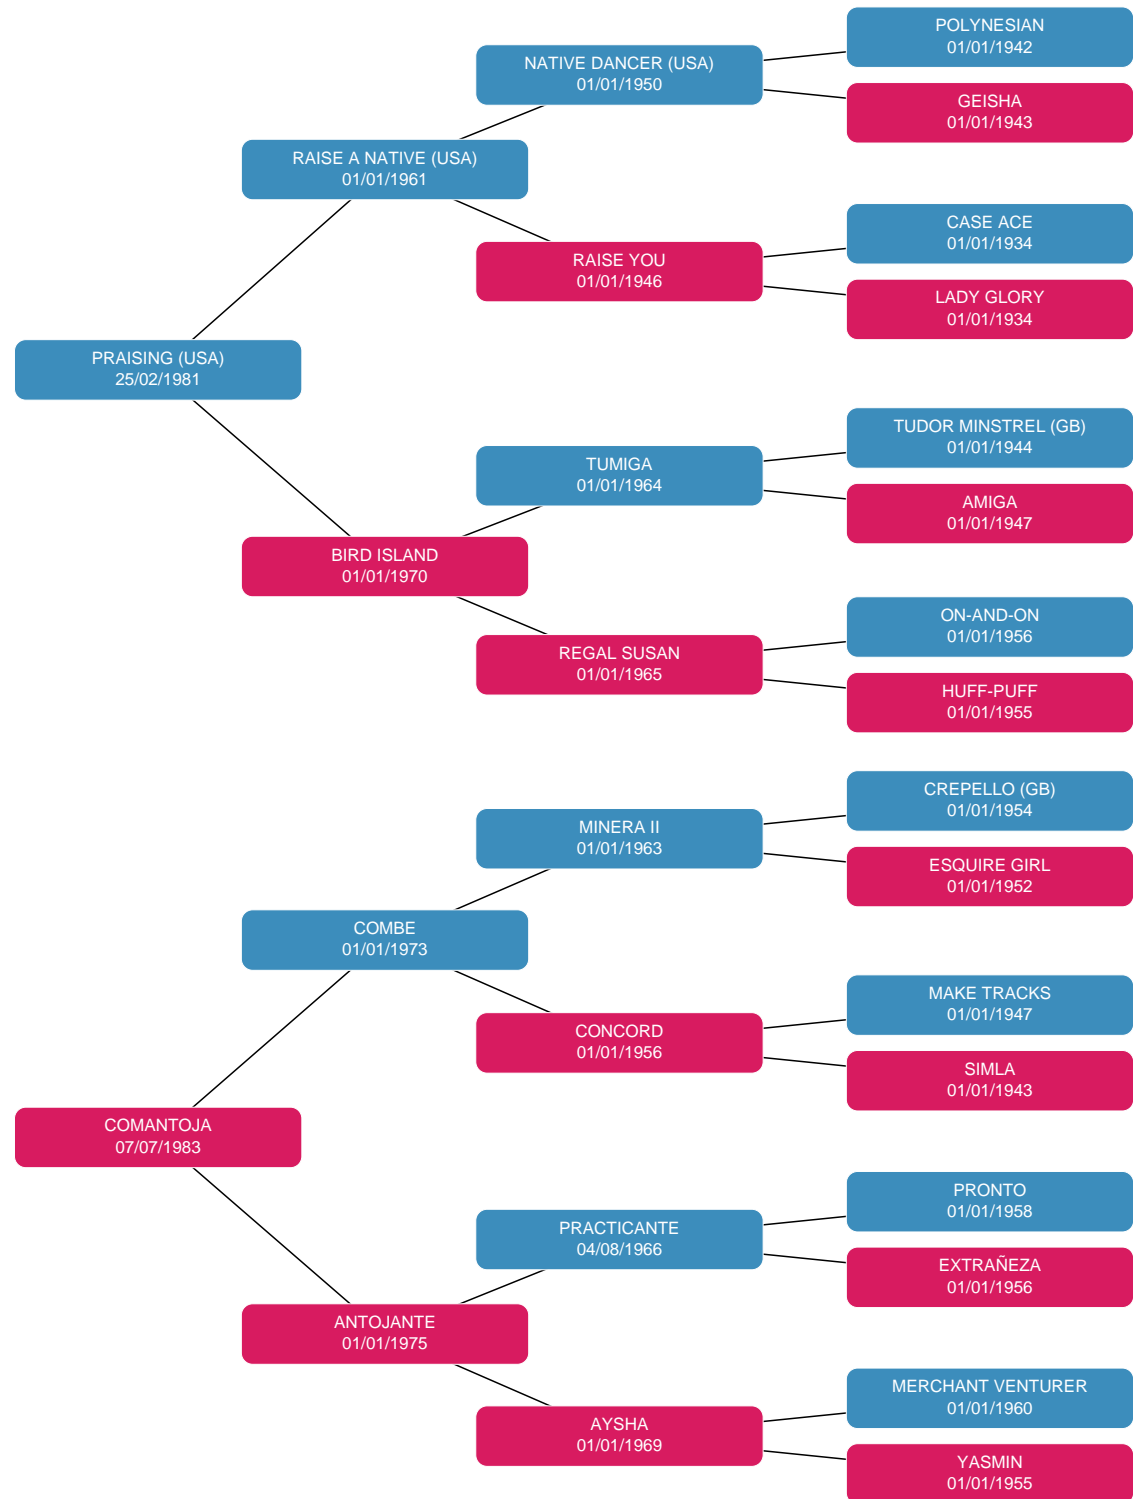 POLYNESIAN
01/01/1942
NATIVE DANCER (USA)
01/01/1950
GEISHA
01/01/1943
RAISE A NATIVE (USA)
01/01/1961
CASE ACE
01/01/1934
RAISE YOU
01/01/1946
LADY GLORY
01/01/1934
PRAISING (USA)
25/02/1981
TUDOR MINSTREL (GB)
01/01/1944
TUMIGA
01/01/1964
AMIGA
01/01/1947
BIRD ISLAND
01/01/1970
ON-AND-ON
01/01/1956
REGAL SUSAN
01/01/1965
HUFF-PUFF
01/01/1955
CREPELLO (GB)
01/01/1954
MINERA II
01/01/1963
ESQUIRE GIRL
01/01/1952
COMBE
01/01/1973
MAKE TRACKS
01/01/1947
CONCORD
01/01/1956
SIMLA
01/01/1943
COMANTOJA
07/07/1983
PRONTO
01/01/1958
PRACTICANTE
04/08/1966
EXTRAÑEZA
01/01/1956
ANTOJANTE
01/01/1975
MERCHANT VENTURER
01/01/1960
AYSHA
01/01/1969
YASMIN
01/01/1955